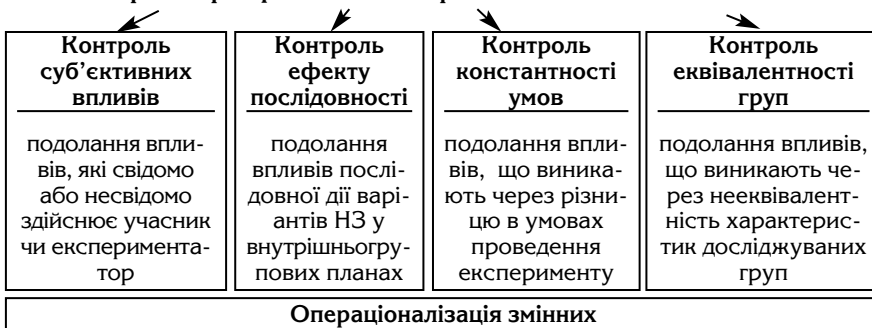 Контроль
суб’єктивних
впливів
подолання впли-
вів, які свідомо
або несвідомо
здійснює учасник
чи експеримента-
тор
Контроль
ефекту
послідовності
подолання
впливів послі-
довної дії варі-
антів НЗ у
внутрішньогру-
пових планах
Контроль
константності
умов
подолання впли-
вів, що виника-
ють через різни-
цю в умовах
проведення
експерименту
Контроль
еквівалентності
груп
подолання впливів,
що виникають че-
рез нееквівалент-
ність характерис-
тик досліджуваних
груп
Операціоналізація змінних